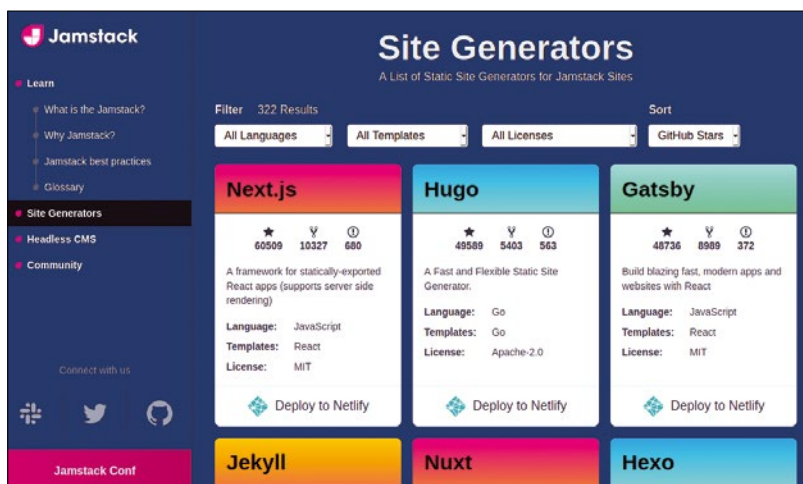 Jamstack
Learn
What is the Jamstack?
Why Jamstack?
Jamstack best practices
Glossary
Site Generators
Headless CMS
Community
Connect with us
Jamstack Conf
Site Generators
A List of Static Site Generators for Jamstack Sites
Filter 322 Results Sort
All Languages All Templates All Licenses GitHub Stars
Next.js
60509 10327 680
A framework for statically-exported
React apps (supports server side
rendering)
Language: JavaScript
Templates: React
License: MIT
Deploy to Netlify
Hugo
49589 5403 563
A Fast and Flexible Static Site
Generator.
Language: Go
Templates: Go
License: Apache-2.0
Deploy to Netlify
Gatsby
48736 8989 372
Build blazing fast, modern apps and
websites with React
Language: JavaScript
Templates: React
License: MIT
Deploy to Netlify
Jekyll
Nuxt
Hexo